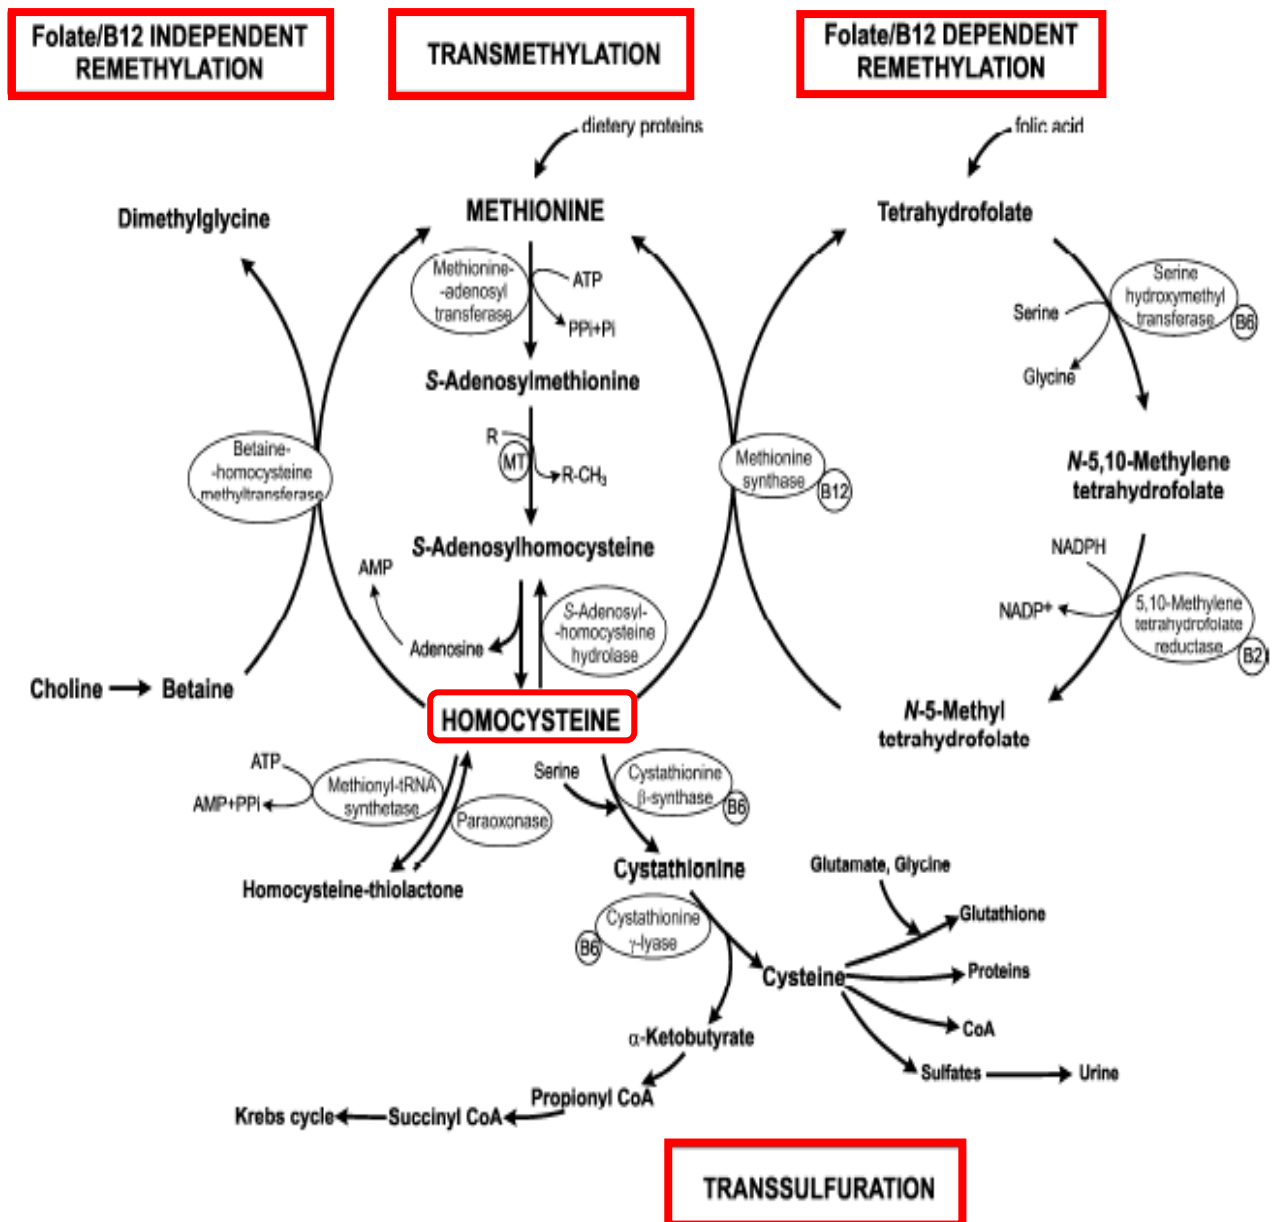 Folate/B12 INDEPENDENT
REMETHYLATION
TRANSMETHYLATION
Folate/B12 DEPENDENT
REMETHYLATION
dietery proteins
folic acid
Dimethylglycine
METHIONINE
Tetrahydrofolate
Methionine-
-adenosyl
transferase
ATP
PPi+Pi
Serine
hydroxymethyl
transferase
B6
Serine
Glycine
S-Adenosylmethionine
R
MT
R-CH₃
Betaine-
-homocysteine
methyltransferase
Methionine
synthase
B12
N-5,10-Methylene
tetrahydrofolate
S-Adenosylhomocysteine
NADPH
NADP+
5,10-Methylene
tetrahydrofolate
reductase
B2
AMP
Adenosine
S-Adenosyl-
-homocysteine
hydrolase
Choline
Betaine
HOMOCYSTEINE
N-5-Methyl
tetrahydrofolate
ATP
AMP+PPi
Methionyl-tRNA
synthetase
Paraoxonase
Serine
Cystathionine
β-synthase
B6
Homocysteine-thiolactone
Cystathionine
Glutamate, Glycine
Cystathionine
γ-lyase
B6
Glutathione
Cysteine
Proteins
CoA
α-Ketobutyrate
Sulfates
Urine
Propionyl CoA
Krebs cycle
Succinyl CoA
TRANSSULFURATION